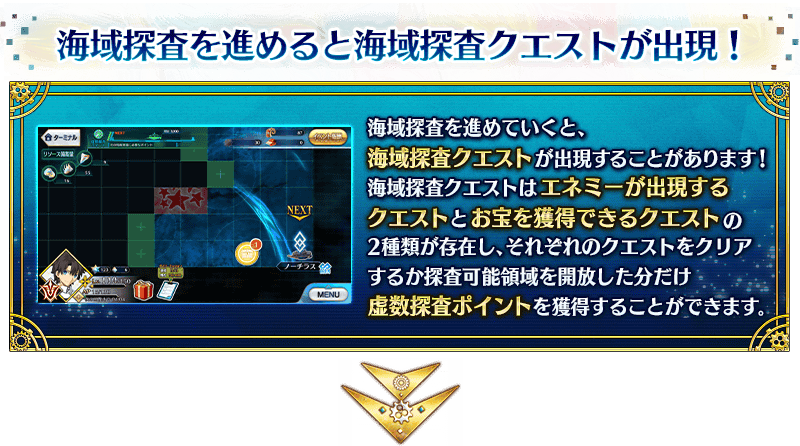 海域探査を進めると海域探査クエストが出現！
ターミナル
NEXT
ノーチラス
MENU
海域探査を進めていくと、
海域探査クエストが出現することがあります！
海域探査クエストはエネミーが出現する
クエストとお宝を獲得できるクエストの
2種類が存在し、それぞれのクエストをクリア
するか探査可能領域を開放した分だけ
虚数探査ポイントを獲得することができます。